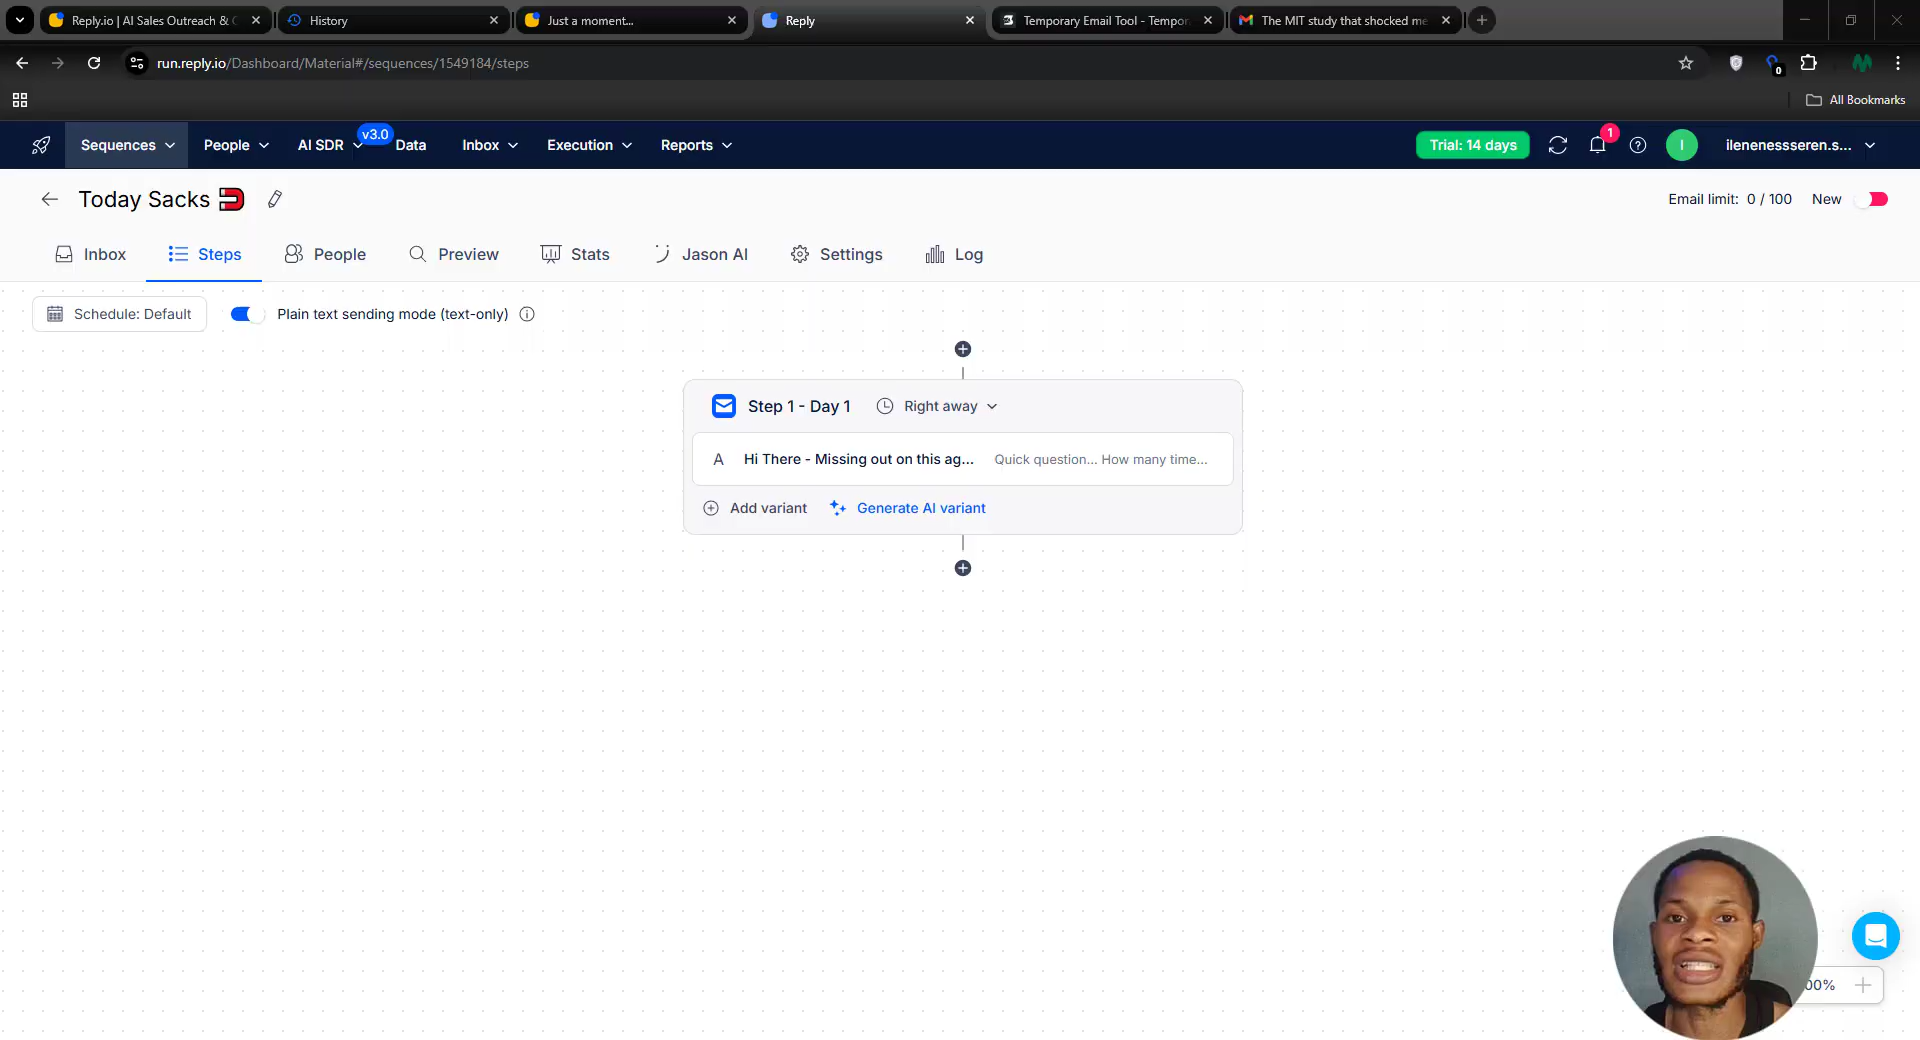 Reply.io | AI Sales Outreach &
History
Just a moment...
Reply
Temporary Email Tool - Tempor
The MIT study that shocked me
run.reply.io/Dashboard/Material#/sequences/1549184/steps
0
All Bookmarks
Sequences
People
AI SDR
v3.0
Data
Inbox
Execution
Reports
Trial: 14 days
1
I
ilenenessseren.s...
Today Sacks
Email limit: 0 / 100
New
Inbox
Steps
People
Preview
Stats
Jason AI
Settings
Log
Schedule: Default
Plain text sending mode (text-only)
Step 1 - Day 1
Right away
A
Hi There - Missing out on this ag...
Quick question... How many time...
Add variant
Generate AI variant
00%